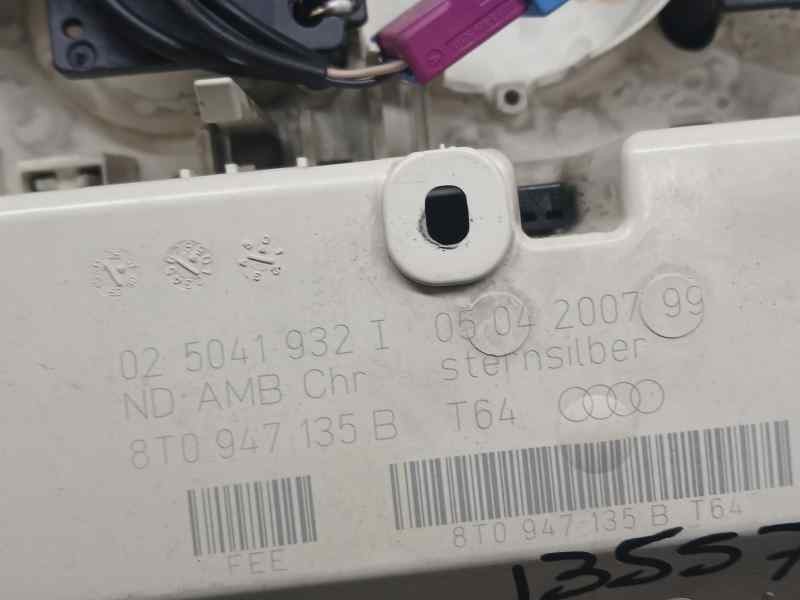 02 5041 932 I 05.04.2007 99
ND·AMB Chr sternsilber
8T0 947 135 B T64
FEE 8T0 947 135 B T64
13557